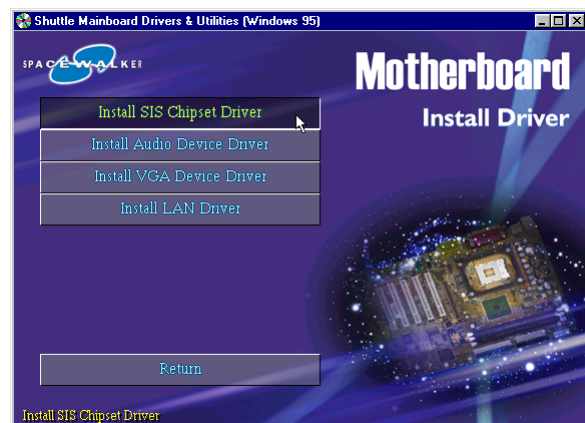 Shuttle Mainboard Drivers & Utilities (Windows 95)
SPACEWALKER
Motherboard
Install Driver
Install SIS Chipset Driver
Install Audio Device Driver
Install VGA Device Driver
Install LAN Driver
Return
Install SIS Chipset Driver